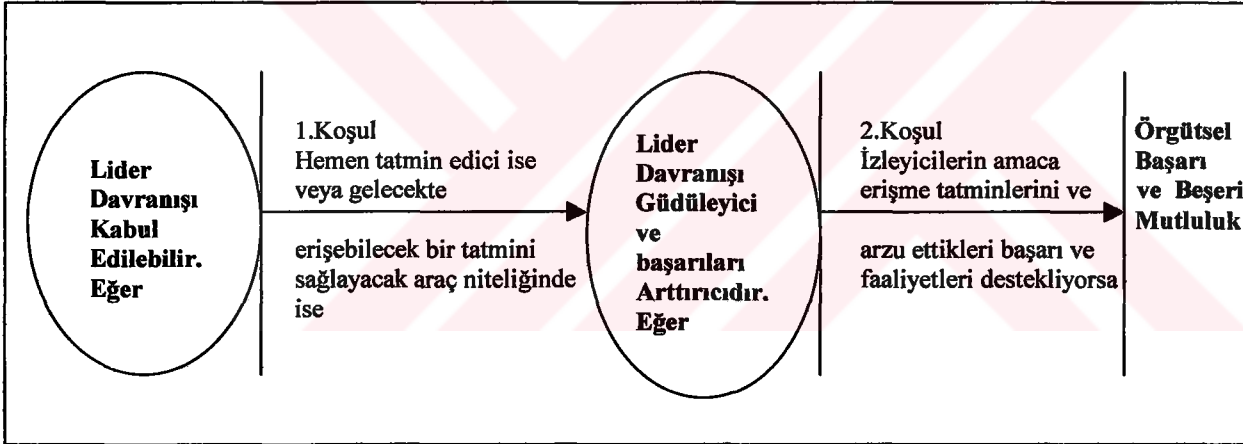 Lider
Davranışı
Kabul
Edilebilir.
Eğer
1.Koşul
Hemen tatmin edici ise
veya gelecekte
erişebilecek bir tatmini
sağlayacak araç niteliğinde
ise
Lider
Davranışı
Güdüleyici
ve
başarıları
Arttırıcıdır.
Eğer
2.Koşul
İzleyicilerin amaca
erişme tatminlerini ve
arzu ettikleri başarı ve
faaliyetleri destekliyorsa
Örgütsel
Başarı
ve Beşeri
Mutluluk